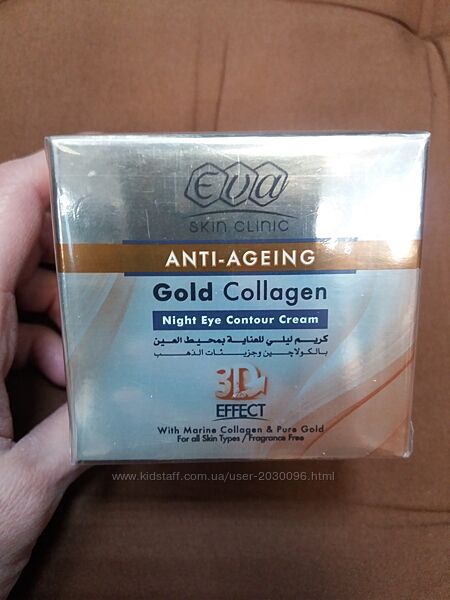 Eva
SKIN CLINIC
ANTI-AGEING
Gold Collagen
Night Eye Contour Cream
كريم ليلي للعناية بمحيط العين
بالكولاچين وجزيئات الذهب
3D
EFFECT
With Marine Collagen & Pure Gold
For all Skin Types / Fragrance Free
www.kidstaff.com.ua/user-2030096.html